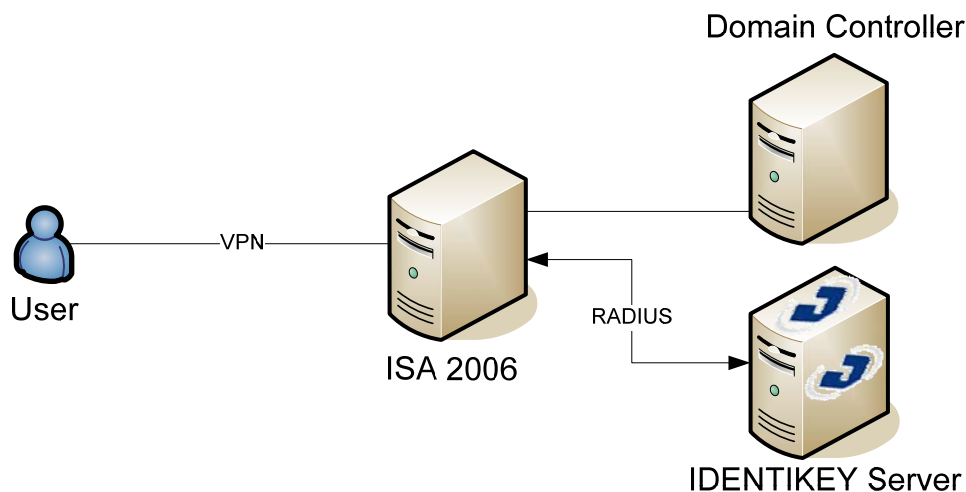 Domain Controller
VPN
User
ISA 2006
RADIUS
J
J
IDENTIKEY Server